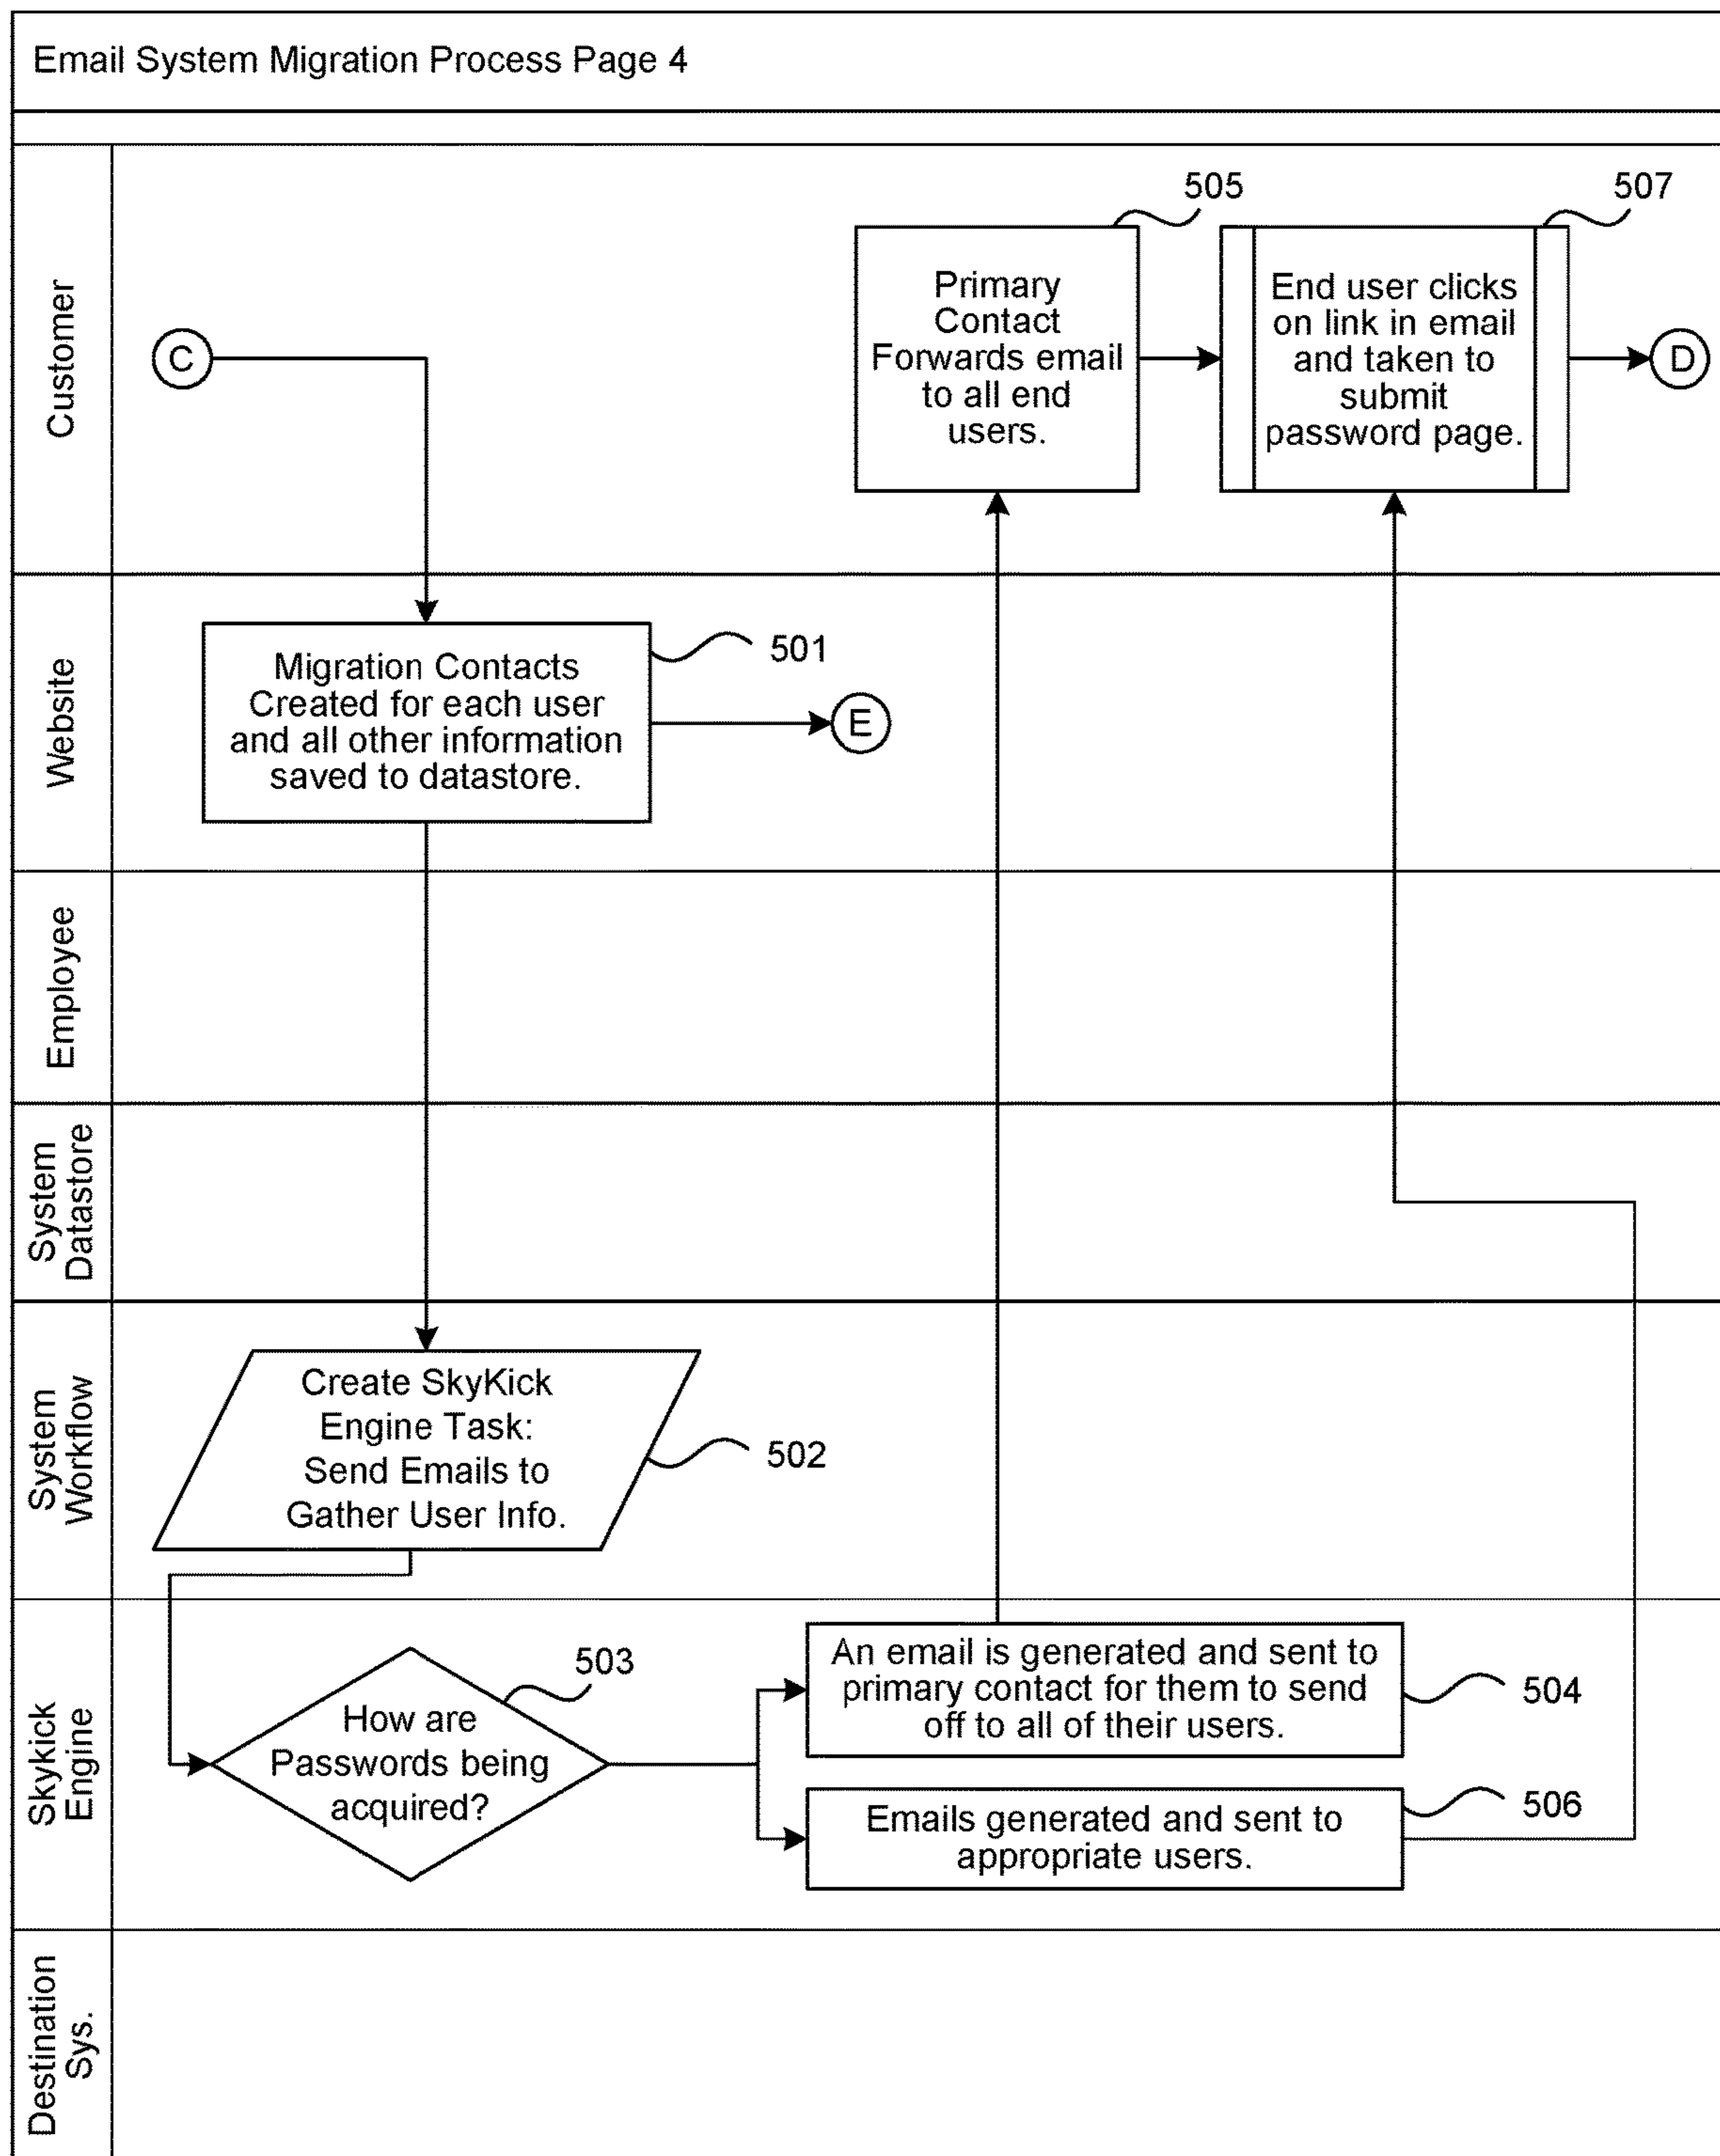 Email System Migration Process Page 4
Customer
C
505
Primary
Contact
Forwards email
to all end
users.
507
End user clicks
on link in email
and taken to
submit
password page.
D
Website
Migration Contacts
Created for each user
and all other information
saved to datastore.
501
E
Employee
System
Datastore
System
Workflow
Create SkyKick
Engine Task:
Send Emails to
Gather User Info.
502
Skykick
Engine
How are
Passwords being
acquired?
503
An email is generated and sent to
primary contact for them to send
off to all of their users.
504
Emails generated and sent to
appropriate users.
506
Destination
Sys.